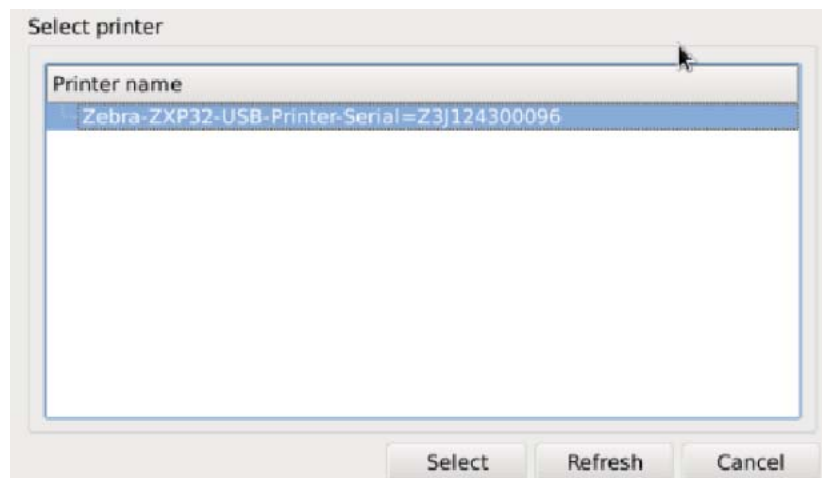 Select printer
Printer name
Zebra-ZXP32-USB-Printer-Serial=Z3J124300096
Select Refresh Cancel